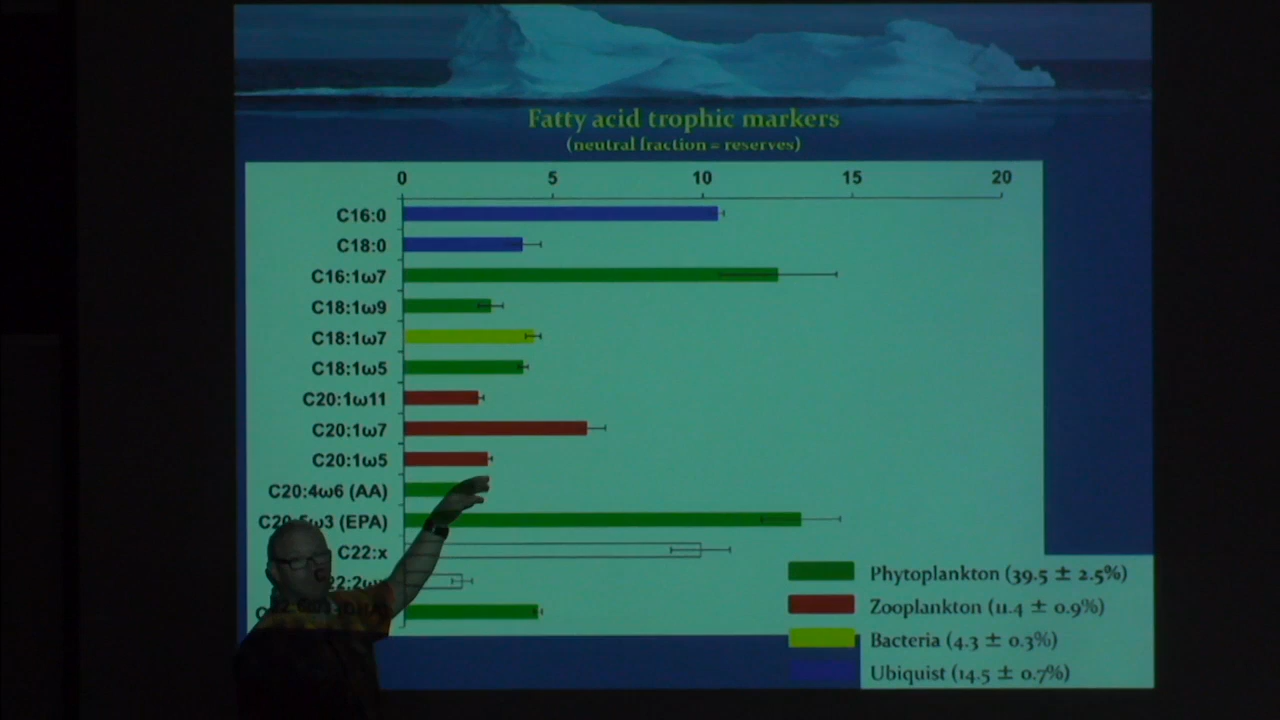 Fatty acid trophic markers
(neutral fraction = reserves)
0 5 10 15 20
C16:0
C18:0
C16:1ω7
C18:1ω9
C18:1ω7
C18:1ω5
C20:1ω11
C20:1ω7
C20:1ω5
C20:4ω6 (AA)
C20:5ω3 (EPA)
C22:x
Phytoplankton (39.5 ± 2.5%)
Zooplankton (11.4 ± 0.9%)
Bacteria (4.3 ± 0.3%)
Ubiquist (14.5 ± 0.7%)